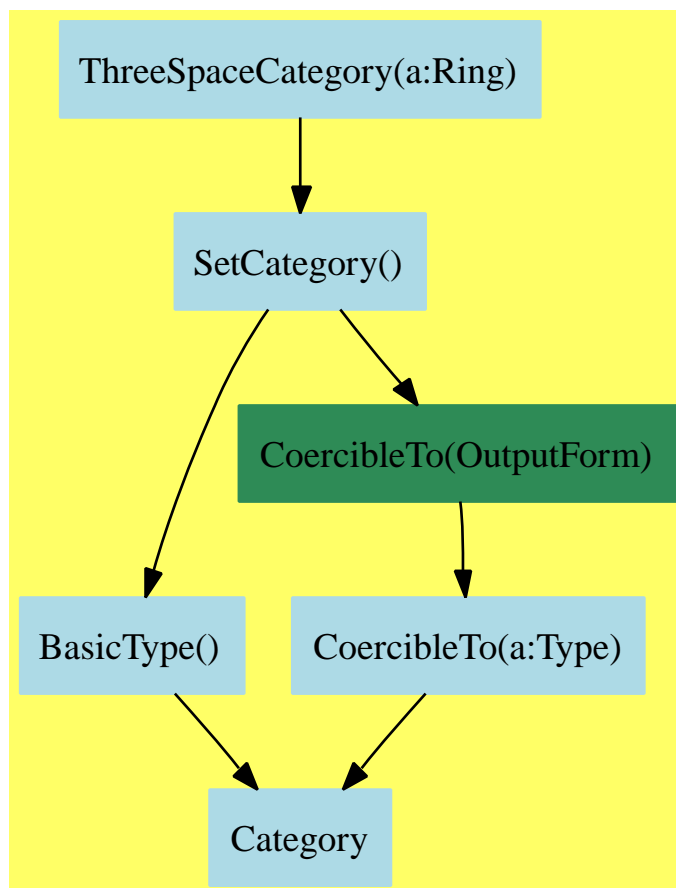 ThreeSpaceCategory(a:Ring)
SetCategory()
CoercibleTo(OutputForm)
BasicType()
CoercibleTo(a:Type)
Category